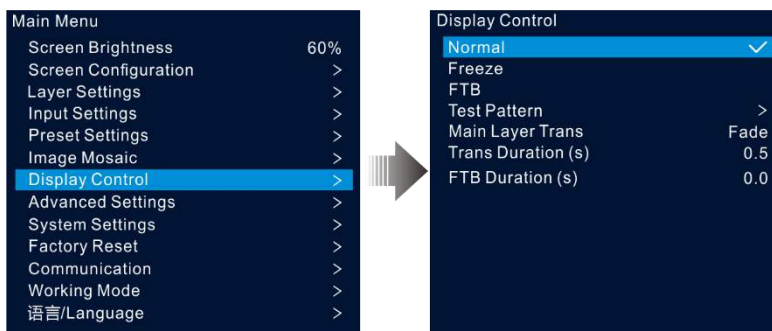 Main Menu
Screen Brightness 60%
Screen Configuration >
Layer Settings >
Input Settings >
Preset Settings >
Image Mosaic >
Display Control >
Advanced Settings >
System Settings >
Factory Reset >
Communication >
Working Mode >
语言/Language >
Display Control
Normal ✓
Freeze
FTB
Test Pattern >
Main Layer Trans Fade
Trans Duration (s) 0.5
FTB Duration (s) 0.0